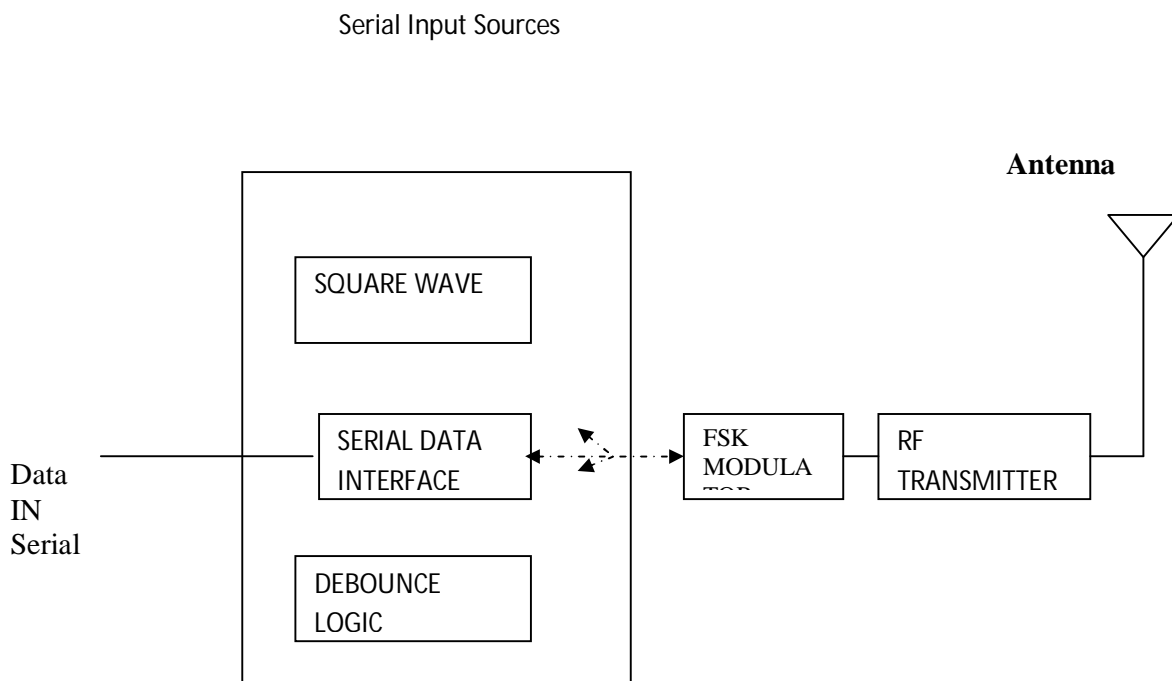 Serial Input Sources
Antenna
SQUARE WAVE
SERIAL DATA
INTERFACE
FSK
MODULA
RF
TRANSMITTER
Data
IN
Serial
DEBOUNCE
LOGIC